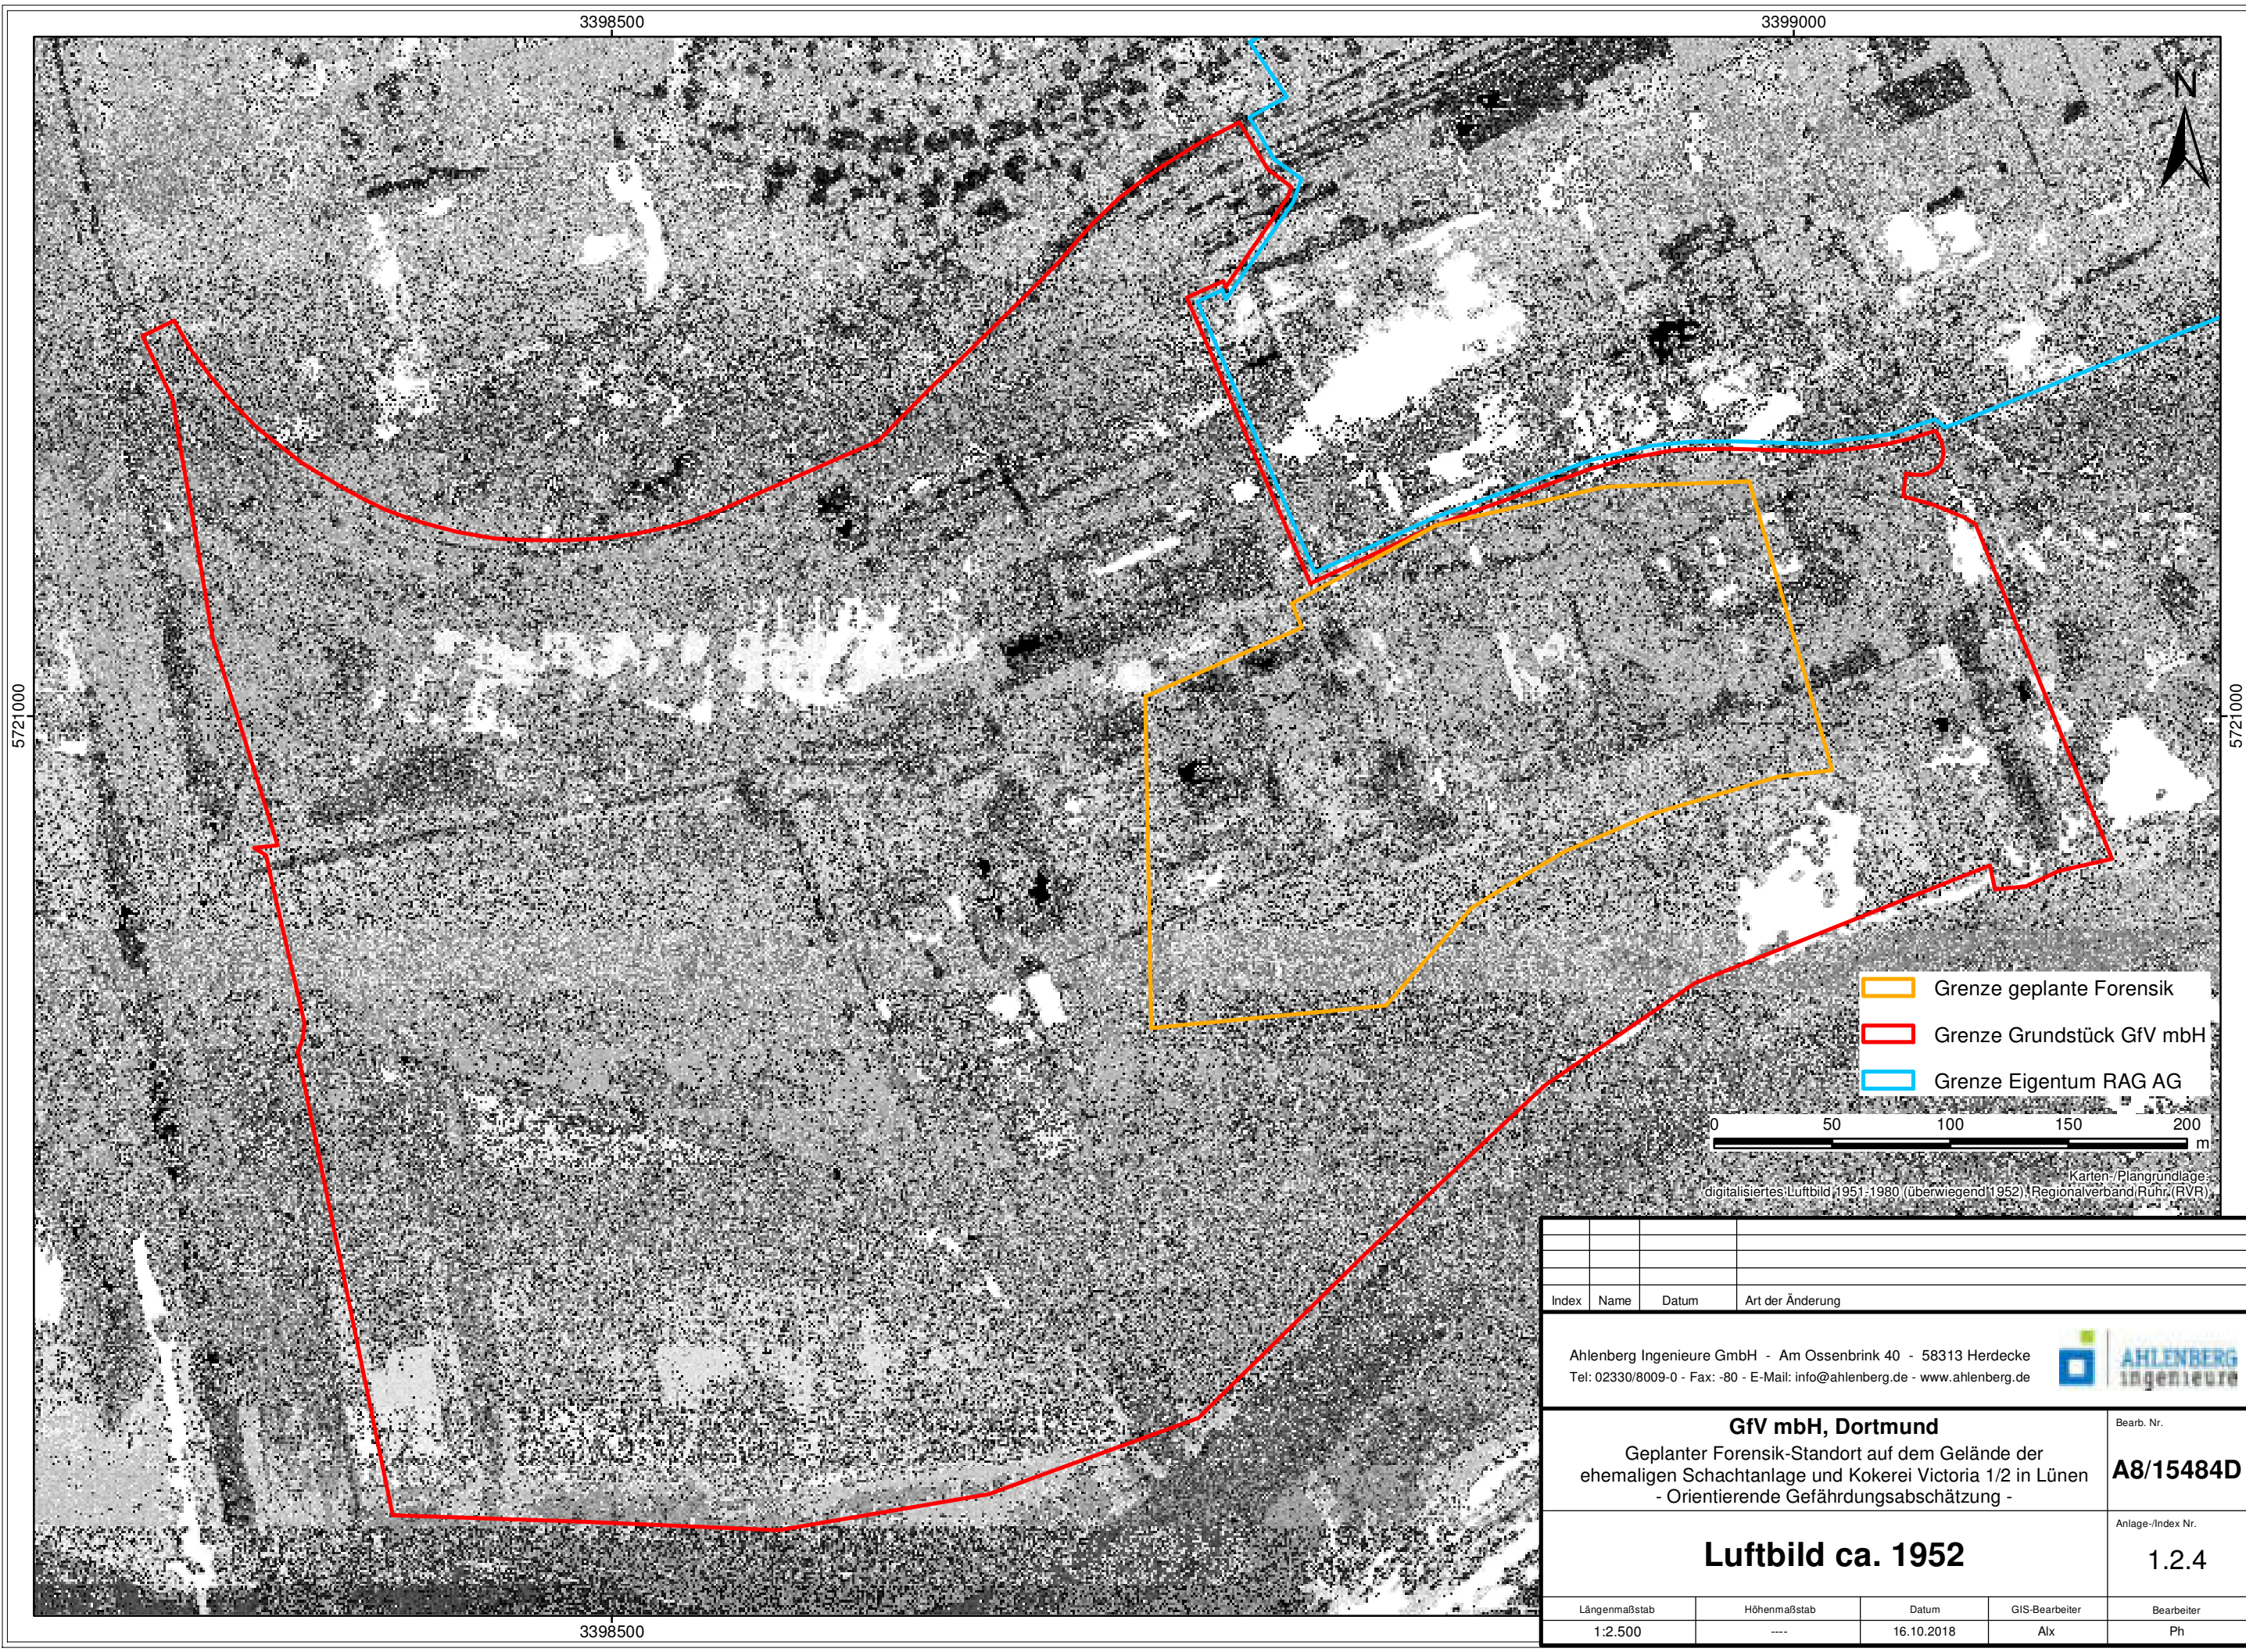 3398500
3399000
N
5721000
5721000
Grenze geplante Forensik
Grenze Grundstück GfV mbH
Grenze Eigentum RAG AG
0 50 100 150 200
m
Karten-/Plangrundlage:
digitalisiertes Luftbild 1951-1980 (überwiegend 1952), Regionalverband Ruhr (RVR)
Index Name Datum Art der Änderung
Ahlenberg Ingenieure GmbH - Am Ossenbrink 40 - 58313 Herdecke
Tel: 02330/8009-0 - Fax: -80 - E-Mail: info@ahlenberg.de - www.ahlenberg.de
AHLENBERG
ingenieure
GfV mbH, Dortmund
Geplanter Forensik-Standort auf dem Gelände der
ehemaligen Schachtanlage und Kokerei Victoria 1/2 in Lünen
- Orientierende Gefährdungsabschätzung -
Bearb. Nr.
A8/15484D
Luftbild ca. 1952
Anlage-/Index Nr.
1.2.4
Längenmaßstab Höhenmaßstab Datum GIS-Bearbeiter Bearbeiter
1:2.500 ---- 16.10.2018 Alx Ph
3398500